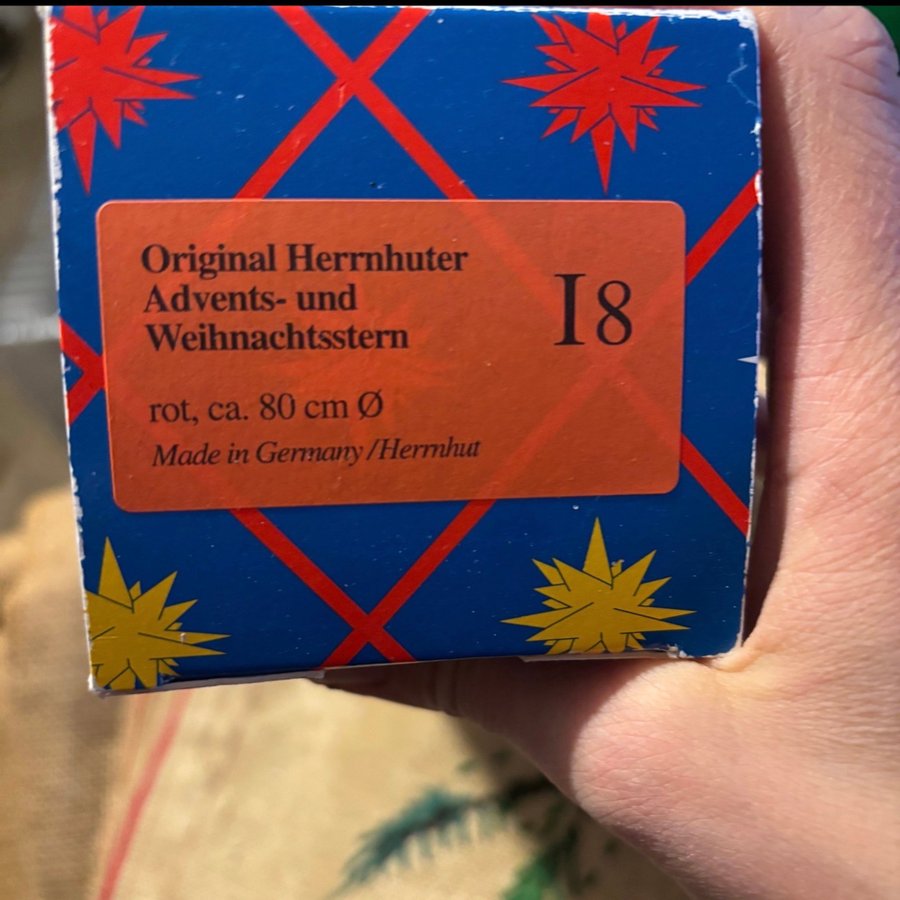 Original Herrnhuter
Advents- und
Weihnachtsstern
I8
rot, ca. 80 cm Ø
Made in Germany/Herrnhut